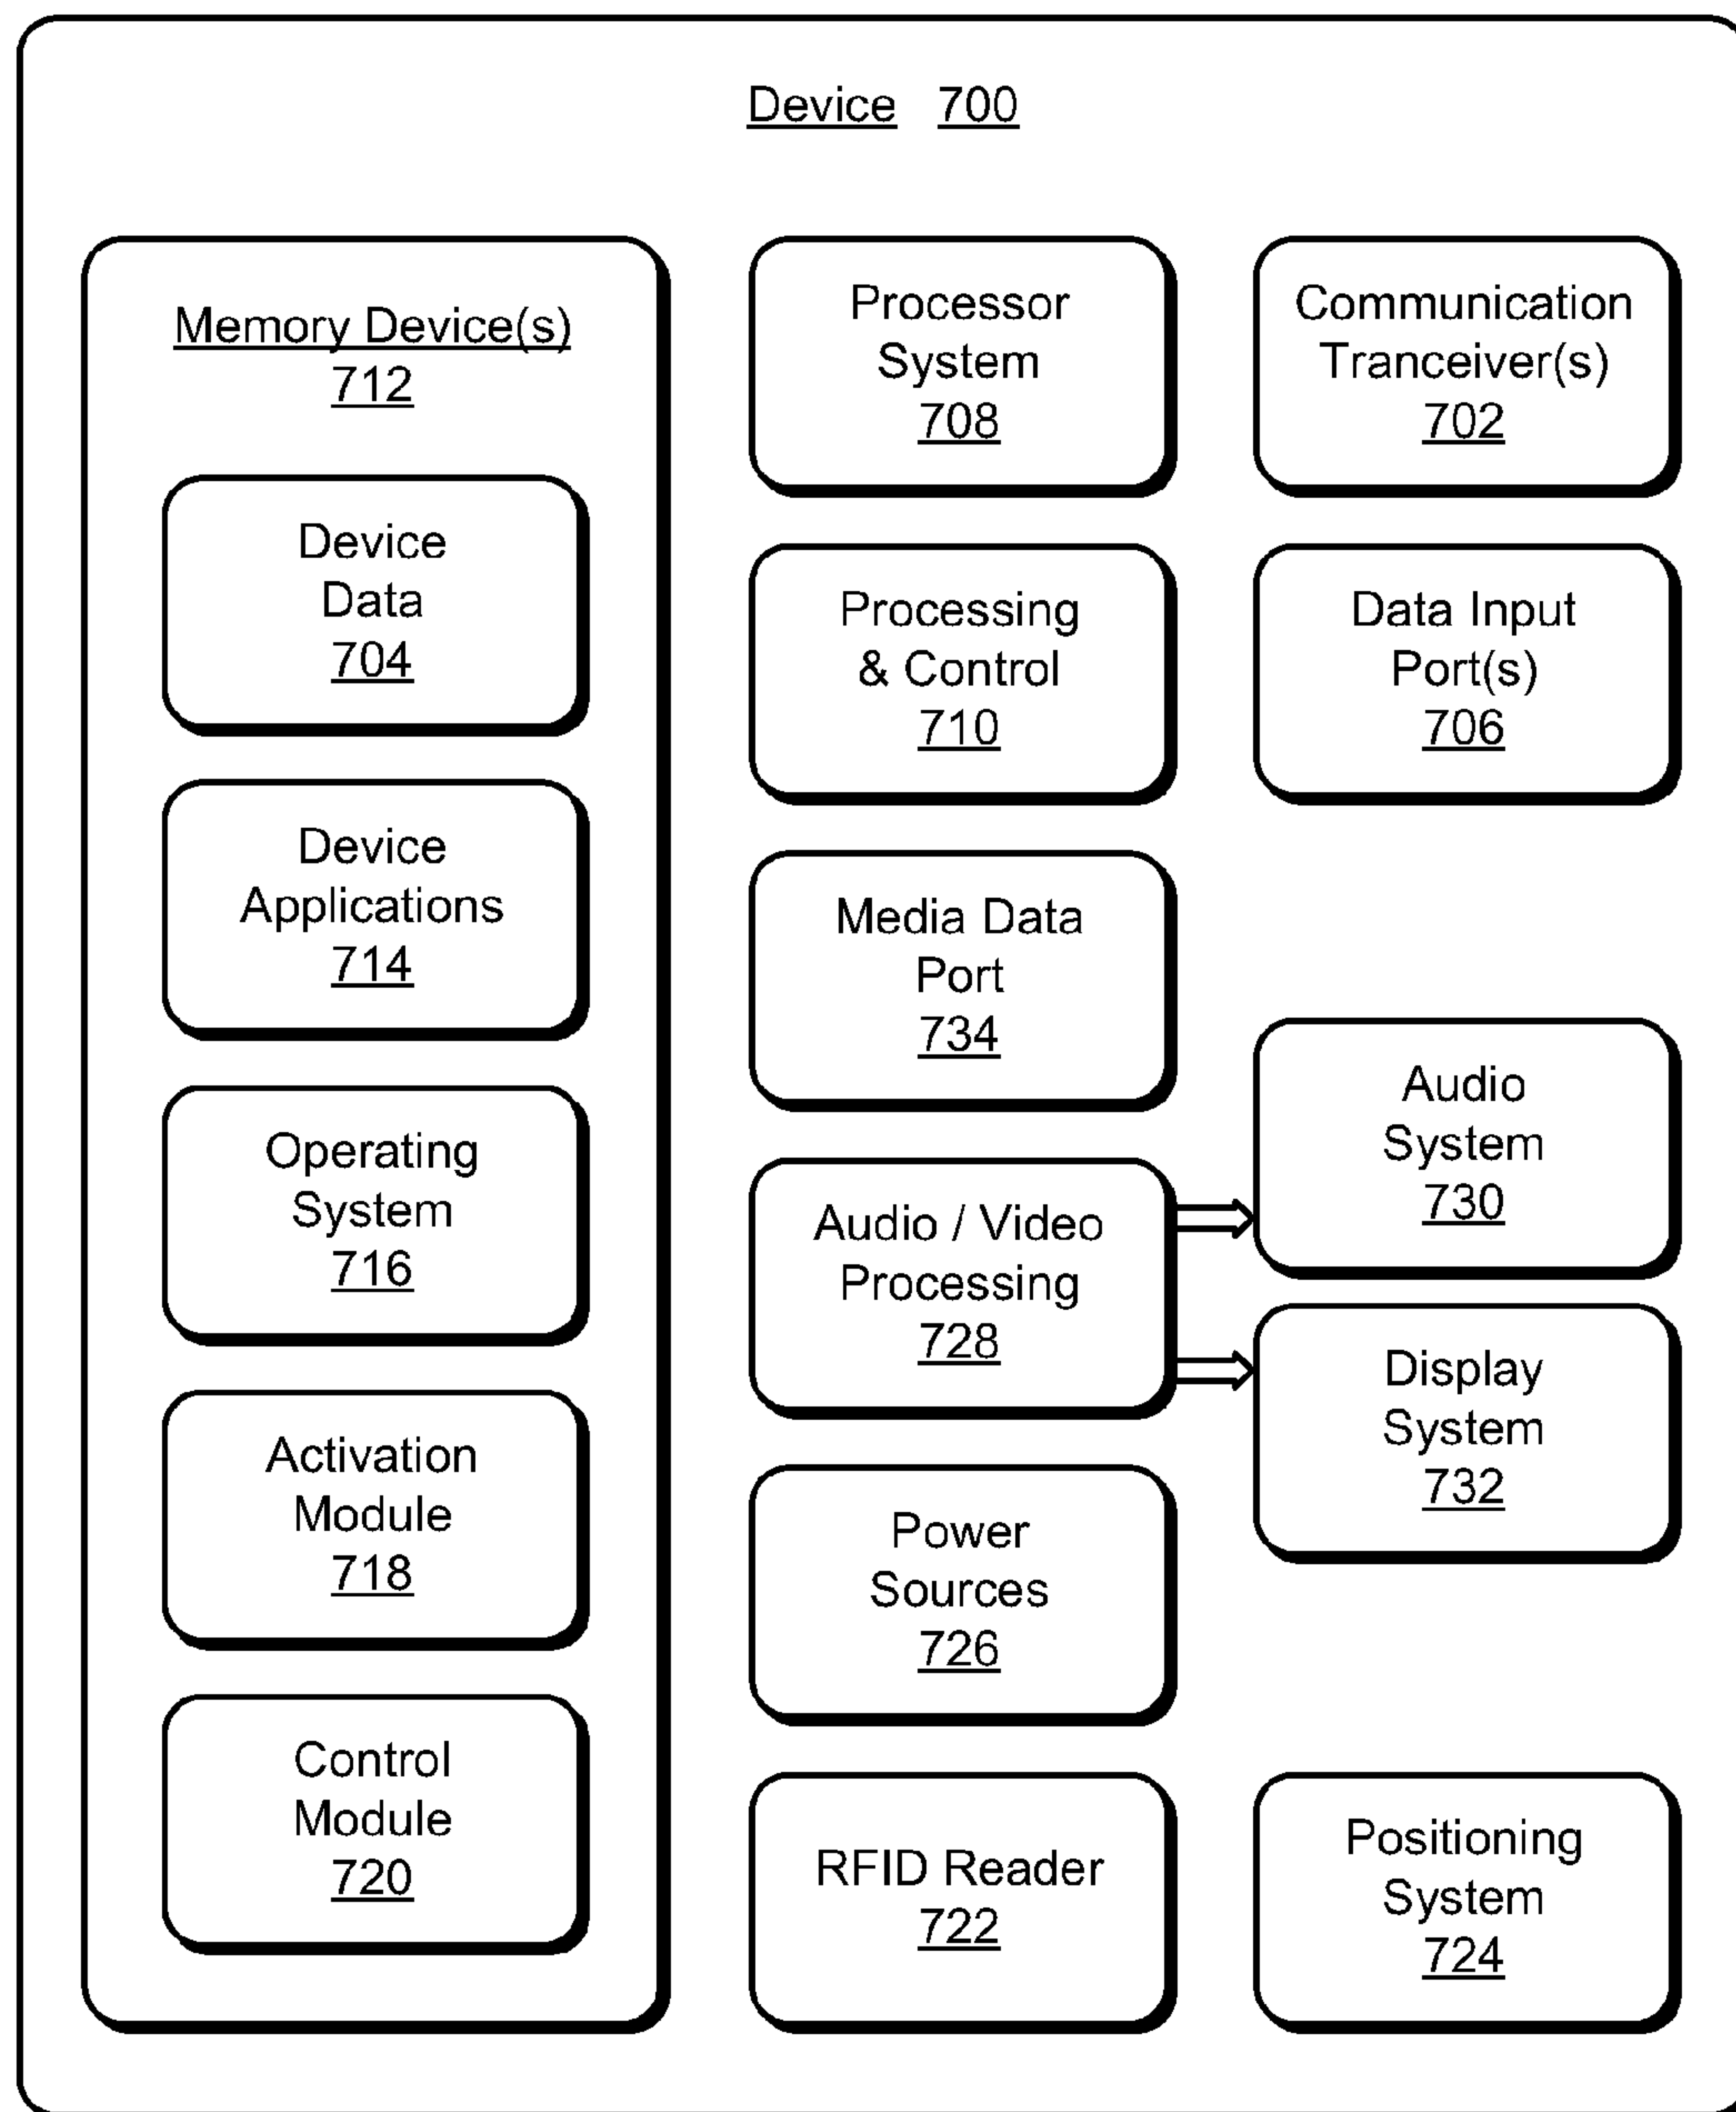 Device 700
Memory Device(s)
712
Device
Data
704
Device
Applications
714
Operating
System
716
Activation
Module
718
Control
Module
720
Processor
System
708
Processing
& Control
710
Media Data
Port
734
Audio / Video
Processing
728
Power
Sources
726
RFID Reader
722
Communication
Tranceiver(s)
702
Data Input
Port(s)
706
Audio
System
730
Display
System
732
Positioning
System
724